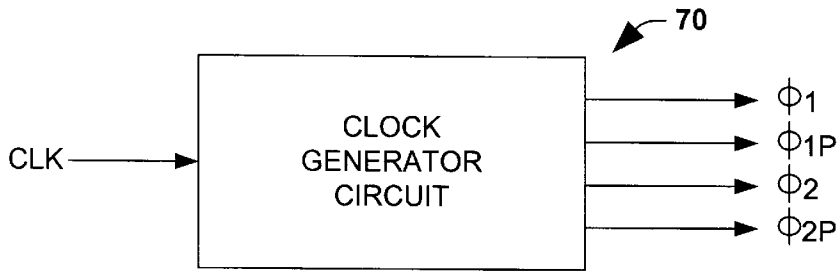 70
CLK
CLOCK
GENERATOR
CIRCUIT
Φ1
Φ1P
Φ2
Φ2P